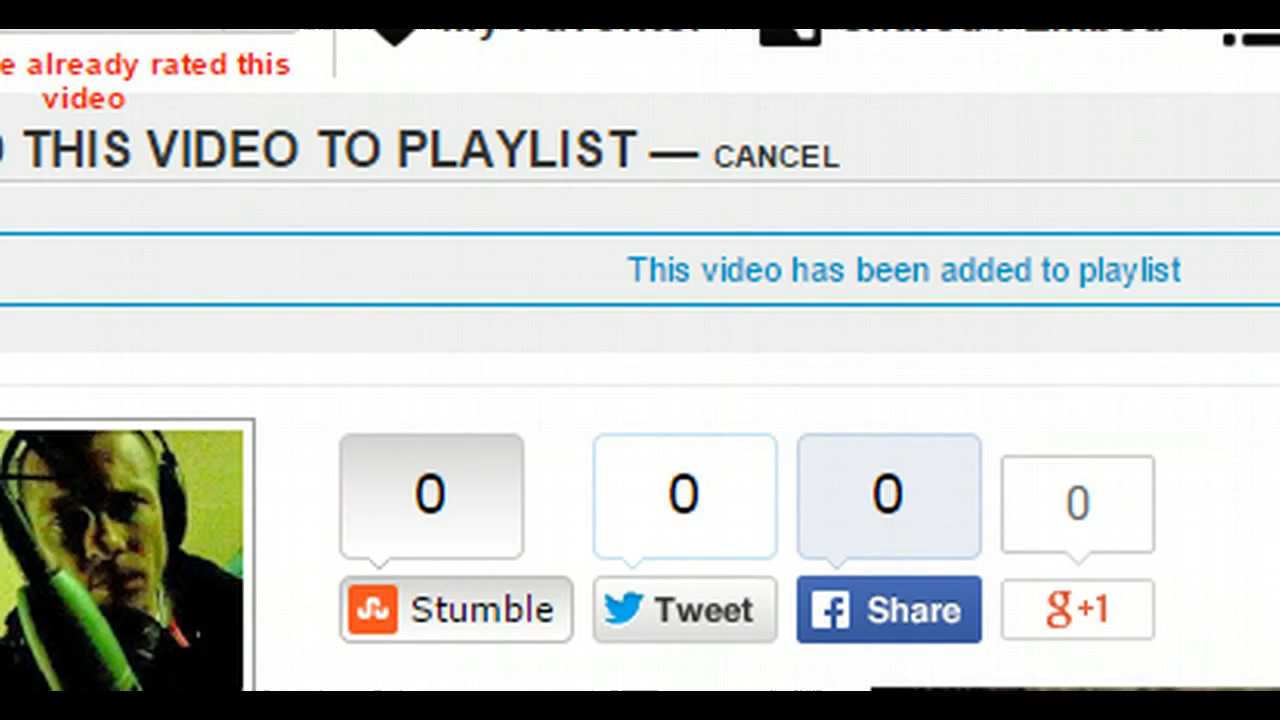 e already rated this
video
THIS VIDEO TO PLAYLIST — CANCEL
This video has been added to playlist
0 0 0 0
Stumble Tweet Share g+1